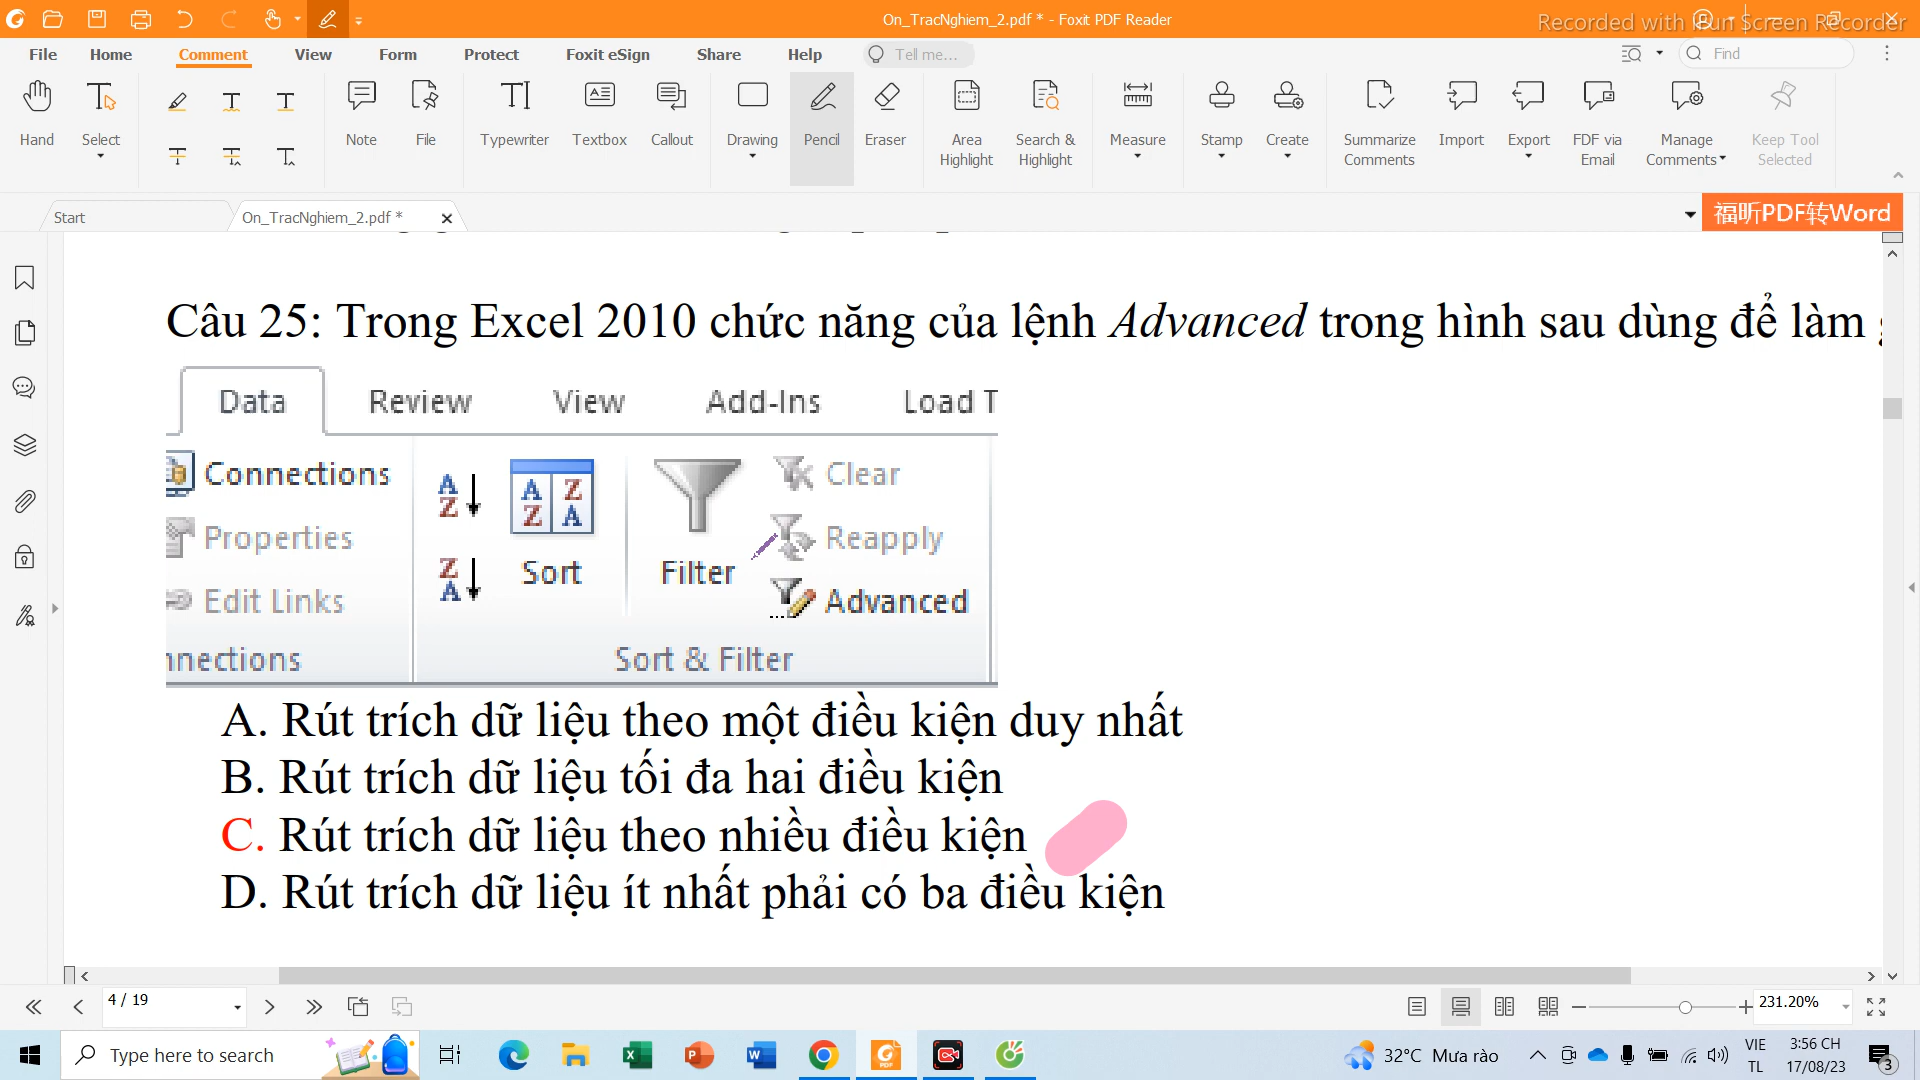 On_TracNghiem_2.pdf * - Foxit PDF Reader
Recorded with iTun Screen Recorder
File Home Comment View Form Protect Foxit eSign Share Help Tell me... Find
Hand Select Note File Typewriter Textbox Callout Drawing Pencil Eraser Area Highlight Search & Highlight Measure Stamp Create Summarize Comments Import Export FDF via Email Manage Comments Keep Tool Selected
Start On_TracNghiem_2.pdf * 福昕PDF转Word
Câu 25: Trong Excel 2010 chức năng của lệnh Advanced trong hình sau dùng để làm
Data Review View Add-Ins Load T
Connections Clear
Properties Reapply
Sort Filter
Edit Links Advanced
nnections Sort & Filter
A. Rút trích dữ liệu theo một điều kiện duy nhất
B. Rút trích dữ liệu tối đa hai điều kiện
C. Rút trích dữ liệu theo nhiều điều kiện
D. Rút trích dữ liệu ít nhất phải có ba điều kiện
4 / 19 231.20%
Type here to search 32°C Mưa rào VIE 3:56 CH
TL 17/08/23 3